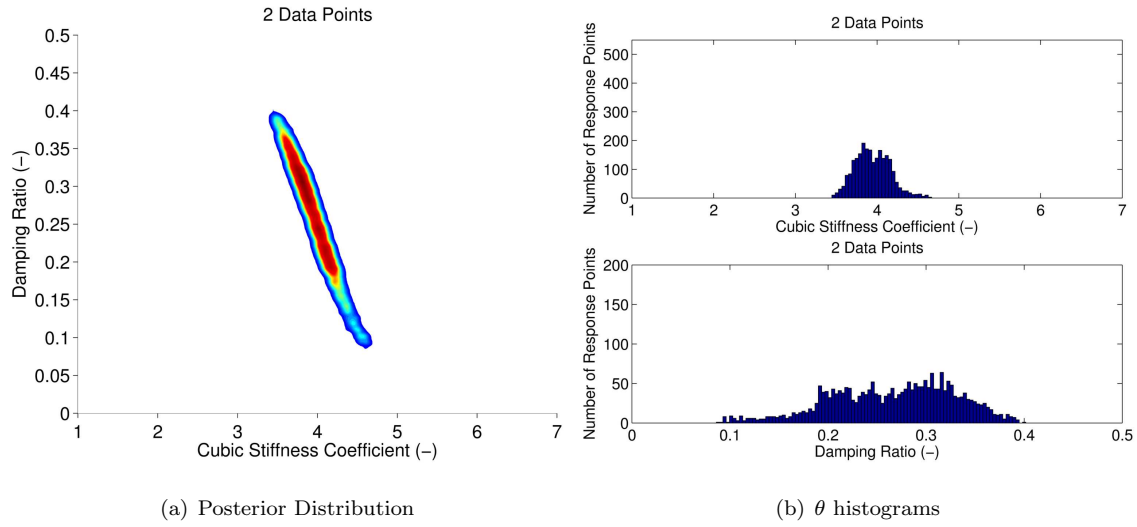 2 Data Points
0.5
0.45
0.4
0.35
0.3
0.25
0.2
0.15
0.1
0.05
0
Damping Ratio (–)
1 2 3 4 5 6 7
Cubic Stiffness Coefficient (–)
(a) Posterior Distribution
2 Data Points
500
400
300
200
100
0
Number of Response Points
1 2 3 4 5 6 7
Cubic Stiffness Coefficient (–)
2 Data Points
200
150
100
50
0
Number of Response Points
0 0.1 0.2 0.3 0.4 0.5
Damping Ratio (–)
(b) θ histograms